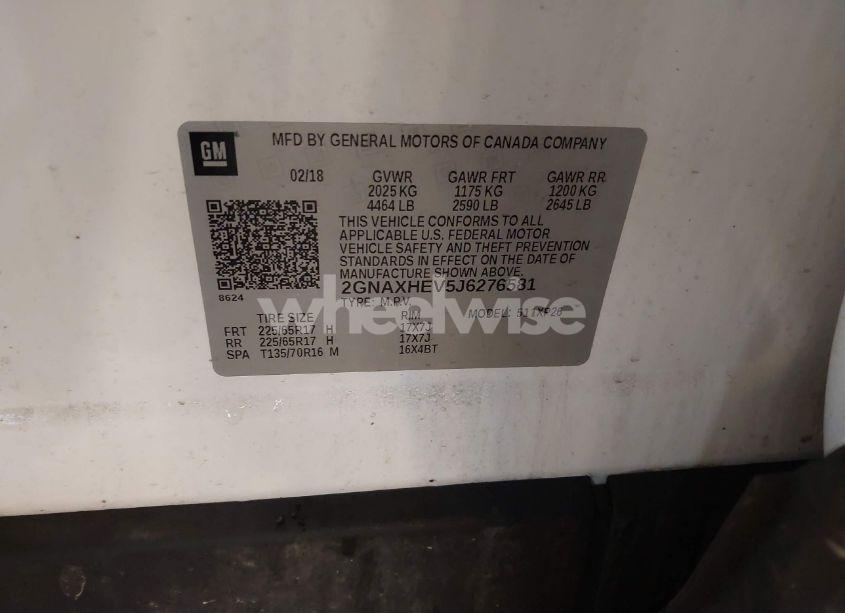 GM
MFD BY GENERAL MOTORS OF CANADA COMPANY
02/18 GVWR GAWR FRT GAWR RR
2025 KG 1175 KG 1200 KG
4464 LB 2590 LB 2645 LB
THIS VEHICLE CONFORMS TO ALL
APPLICABLE U.S. FEDERAL MOTOR
VEHICLE SAFETY AND THEFT PREVENTION
STANDARDS IN EFFECT ON THE DATE OF
MANUFACTURE SHOWN ABOVE.
2GNAXHEV5J6276581
8624
TYPE: M.P.V. MODEL: 511XP26
wheelwise
TIRE SIZE RIM
FRT 225/65R17 H 17X7J
RR 225/65R17 H 17X7J
SPA T135/70R16 M 16X4BT